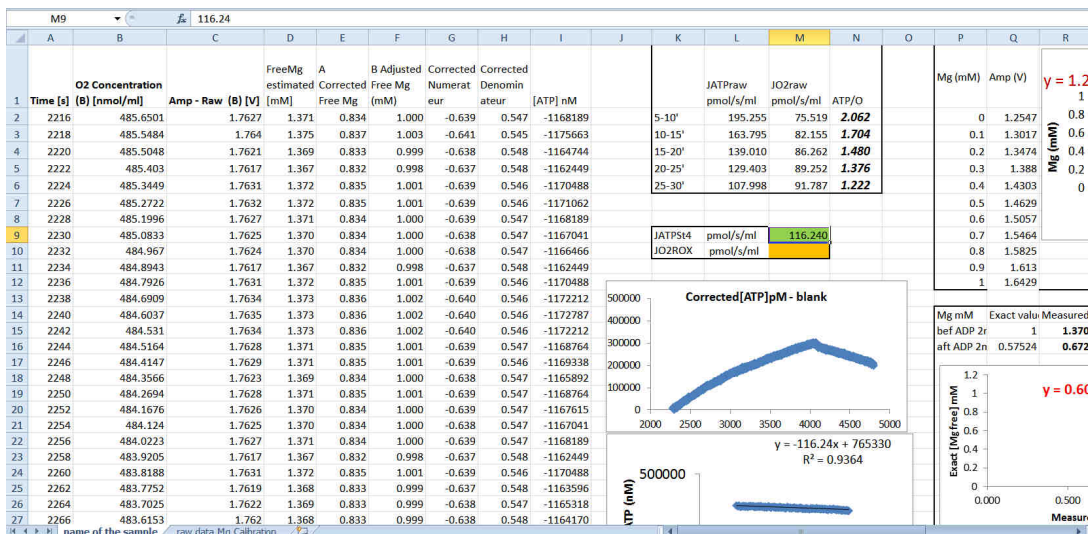 M9 fx 116.24
A B C D E F G H I J K L M N O P Q R
FreeMg A B Adjusted Corrected Corrected
O2 Concentration estimated Corrected Free Mg Numerat Denomin JATPraw JO2raw Mg (mM) Amp (V) y = 1.2
1 Time [s] (B) [nmol/ml] Amp - Raw (B) [V] [mM] Free Mg (mM) eur ateur [ATP] nM pmol/s/ml pmol/s/ml ATP/O 1
2 2216 485.6501 1.7627 1.371 0.834 1.000 -0.639 0.547 -1168189 5-10' 195.255 75.519 2.062 0 1.2547 0.8
3 2218 485.5484 1.764 1.375 0.837 1.003 -0.641 0.545 -1175663 10-15' 163.795 82.155 1.704 0.1 1.3017 0.6
4 2220 485.5048 1.7621 1.369 0.833 0.999 -0.638 0.548 -1164744 15-20' 139.010 86.262 1.480 0.2 1.3474 0.4
5 2222 485.403 1.7617 1.367 0.832 0.998 -0.637 0.548 -1162449 20-25' 129.403 89.252 1.376 0.3 1.388 0.2
6 2224 485.3449 1.7631 1.372 0.835 1.001 -0.639 0.546 -1170488 25-30' 107.998 91.787 1.222 0.4 1.4303 0
Mg (mM)
7 2226 485.2722 1.7632 1.372 0.835 1.001 -0.639 0.546 -1171062 0.5 1.4629
8 2228 485.1996 1.7627 1.371 0.834 1.000 -0.639 0.547 -1168189 0.6 1.5057
9 2230 485.0833 1.7625 1.370 0.834 1.000 -0.638 0.547 -1167041 JATPSt4 pmol/s/ml 116.240 0.7 1.5464
10 2232 484.967 1.7624 1.370 0.834 1.000 -0.638 0.547 -1166466 JO2ROX pmol/s/ml 0.8 1.5825
11 2234 484.8943 1.7617 1.367 0.832 0.998 -0.637 0.548 -1162449 0.9 1.613
12 2236 484.7926 1.7631 1.372 0.835 1.001 -0.639 0.546 -1170488 1 1.6429
13 2238 484.6909 1.7634 1.373 0.836 1.002 -0.640 0.546 -1172212
14 2240 484.6037 1.7635 1.373 0.836 1.002 -0.640 0.546 -1172787 Mg mM Exact valu Measured
15 2242 484.531 1.7634 1.373 0.836 1.002 -0.640 0.546 -1172212 bef ADP 2r 1 1.370
16 2244 484.5164 1.7628 1.371 0.835 1.000 -0.639 0.547 -1168764 aft ADP 2n 0.57524 0.672
17 2246 484.4147 1.7629 1.371 0.835 1.001 -0.639 0.547 -1169338
18 2248 484.3566 1.7623 1.369 0.834 1.000 -0.638 0.547 -1165892
19 2250 484.2694 1.7628 1.371 0.835 1.001 -0.639 0.547 -1168764
20 2252 484.1676 1.7626 1.370 0.834 1.000 -0.638 0.547 -1167615
21 2254 484.124 1.7625 1.370 0.834 1.000 -0.638 0.547 -1167041
22 2256 484.0223 1.7627 1.371 0.834 1.000 -0.639 0.547 -1168189
23 2258 483.9205 1.7617 1.367 0.832 0.998 -0.637 0.548 -1162449
24 2260 483.8188 1.7631 1.372 0.835 1.001 -0.639 0.546 -1170488
25 2262 483.7752 1.7619 1.368 0.833 0.999 -0.637 0.548 -1163596
26 2264 483.7025 1.7622 1.369 0.833 0.999 -0.638 0.547 -1165318
27 2266 483.6153 1.762 1.368 0.833 0.999 -0.638 0.548 -1164170
Corrected[ATP]pM - blank
500000
400000
300000
200000
100000
0
2000 2500 3000 3500 4000 4500 5000
y = -116.24x + 765330
R² = 0.9364
500000
ATP (nM)
y = 0.60
1.2
1
0.8
0.6
0.4
0.2
0
Exact [Mg free] mM
0.000 0.500
Measure
name of the sample raw data Mg Calibration